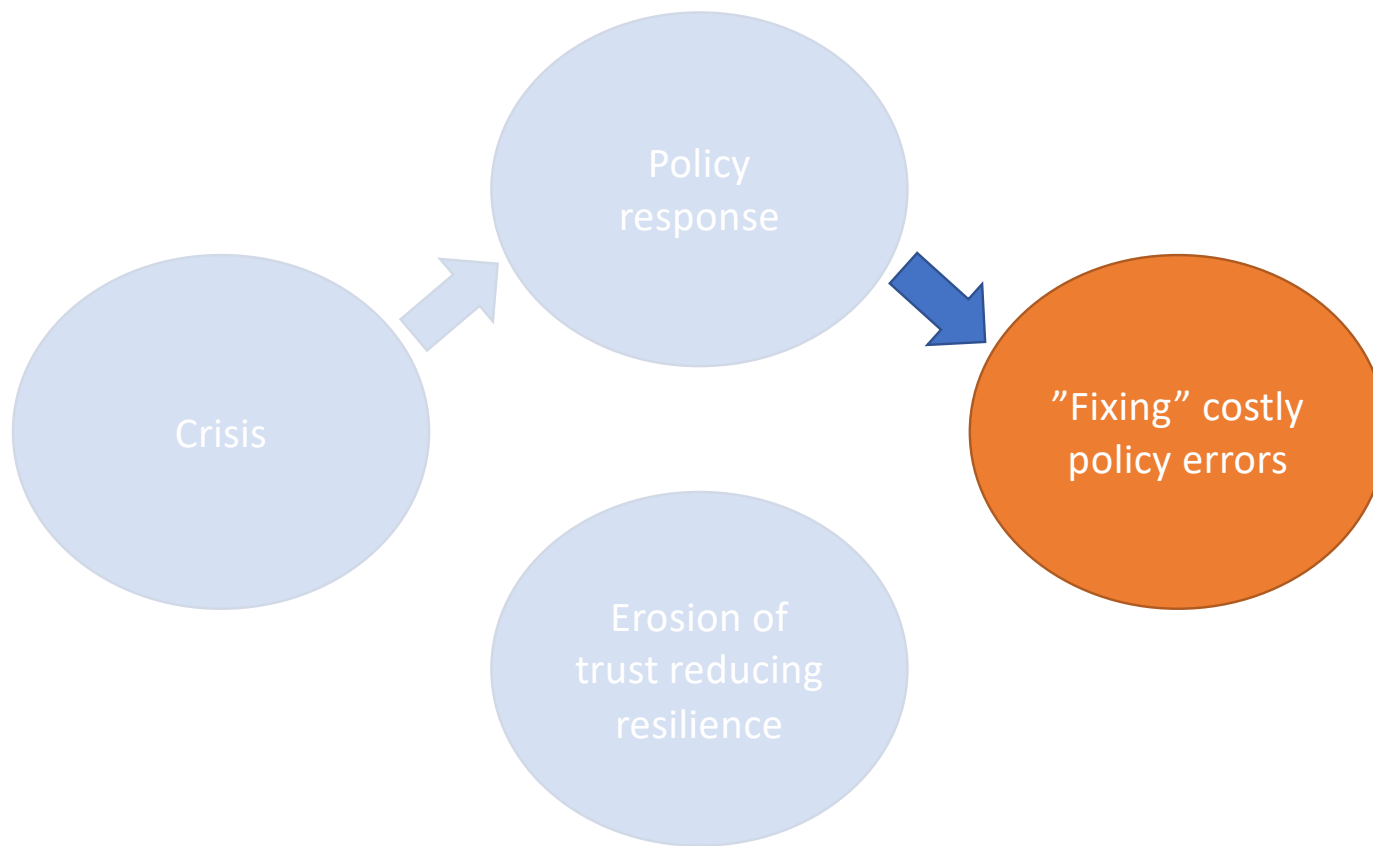 Policy
response
Crisis
”Fixing” costly
policy errors
Erosion of
trust reducing
resilience